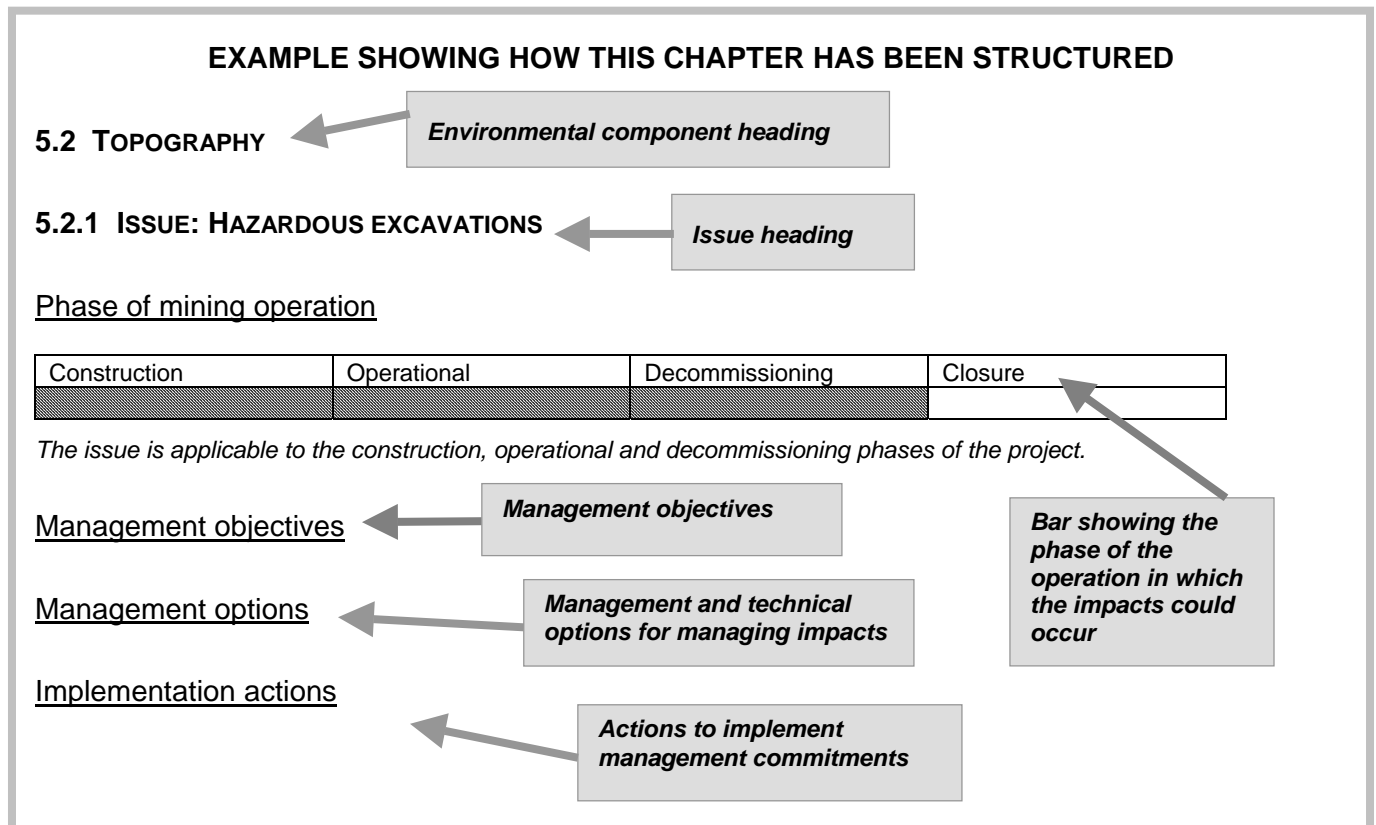 EXAMPLE SHOWING HOW THIS CHAPTER HAS BEEN STRUCTURED
5.2 TOPOGRAPHY
Environmental component heading
5.2.1 ISSUE: HAZARDOUS EXCAVATIONS
Issue heading
Phase of mining operation
Construction Operational Decommissioning Closure
The issue is applicable to the construction, operational and decommissioning phases of the project.
Management objectives
Management objectives
Bar showing the
phase of the
operation in which
the impacts could
occur
Management options
Management and technical
options for managing impacts
Implementation actions
Actions to implement
management commitments